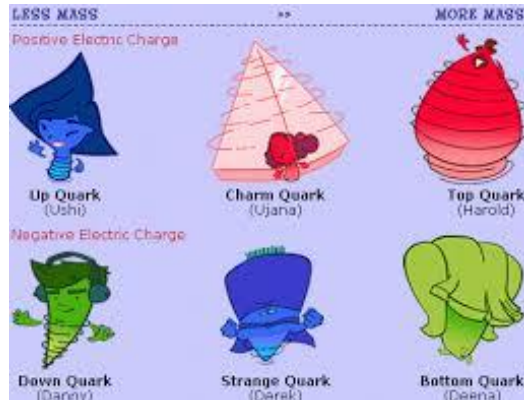 LESS MASS »» MORE MASS
Positive Electric Charge
Up Quark Charm Quark Top Quark
(Ushi) (Ujana) (Harold)
Negative Electric Charge
Down Quark Strange Quark Bottom Quark
(Danny) (Derek) (Deena)